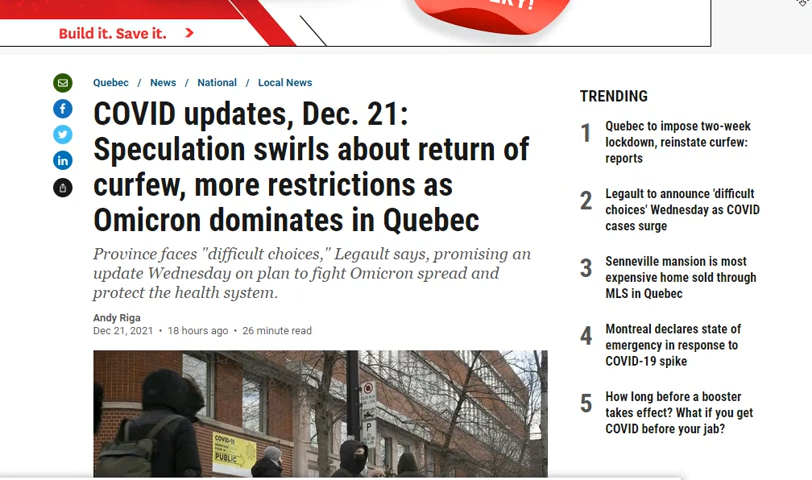 ERY!
Build it. Save it. >
Quebec / News / National / Local News
COVID updates, Dec. 21:
Speculation swirls about return of
curfew, more restrictions as
Omicron dominates in Quebec
Province faces "difficult choices," Legault says, promising an
update Wednesday on plan to fight Omicron spread and
protect the health system.
Andy Riga
Dec 21, 2021 • 18 hours ago • 26 minute read
COVID-19
PUBLIC
P
TRENDING
1 Quebec to impose two-week
lockdown, reinstate curfew:
reports
2 Legault to announce 'difficult
choices' Wednesday as COVID
cases surge
3 Senneville mansion is most
expensive home sold through
MLS in Quebec
4 Montreal declares state of
emergency in response to
COVID-19 spike
5 How long before a booster
takes effect? What if you get
COVID before your jab?